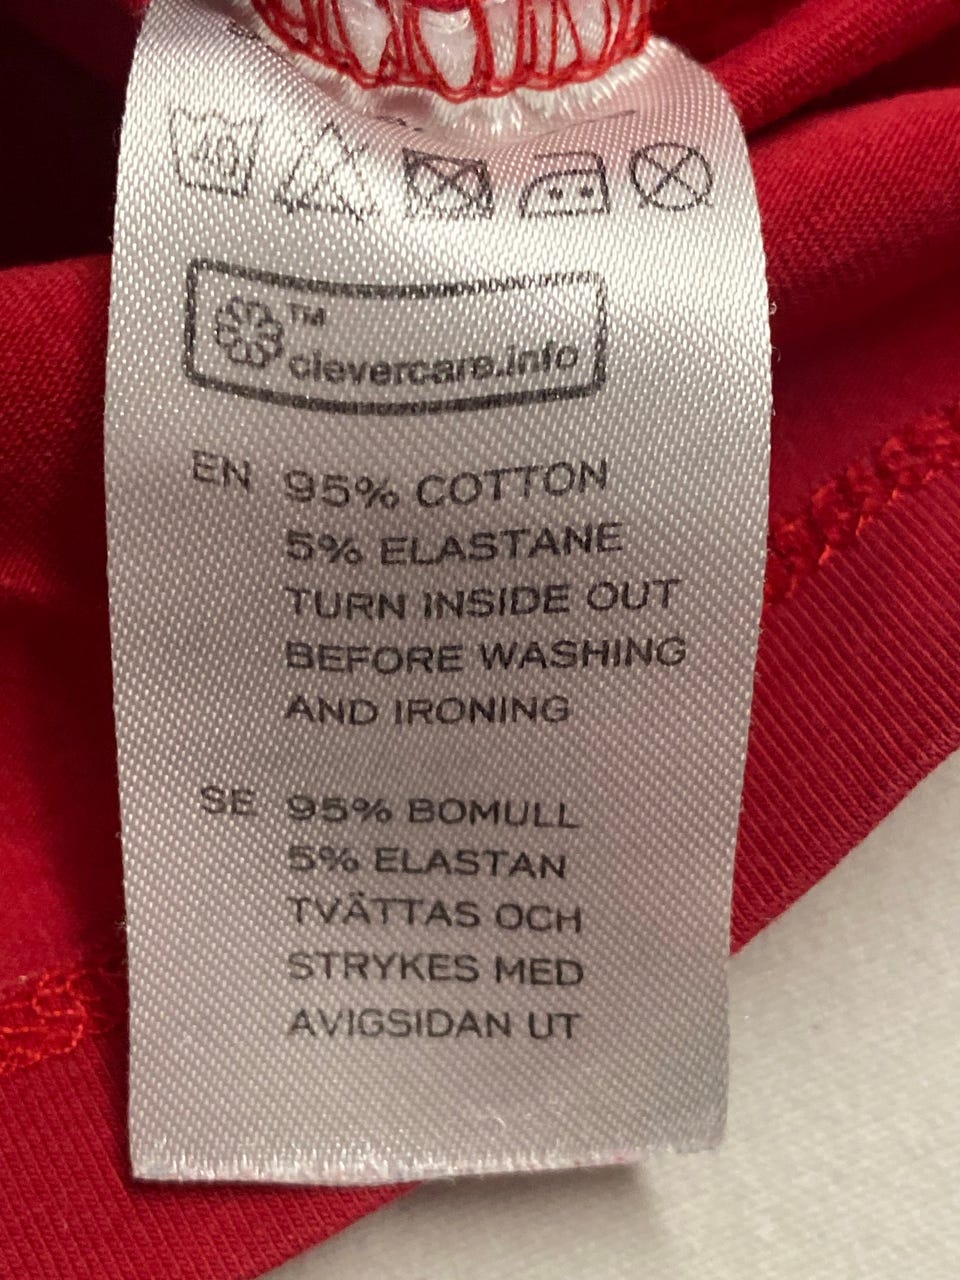 TM
clevercare.info
EN 95% COTTON
5% ELASTANE
TURN INSIDE OUT
BEFORE WASHING
AND IRONING
SE 95% BOMULL
5% ELASTAN
TVÄTTAS OCH
STRYKES MED
AVIGSIDAN UT